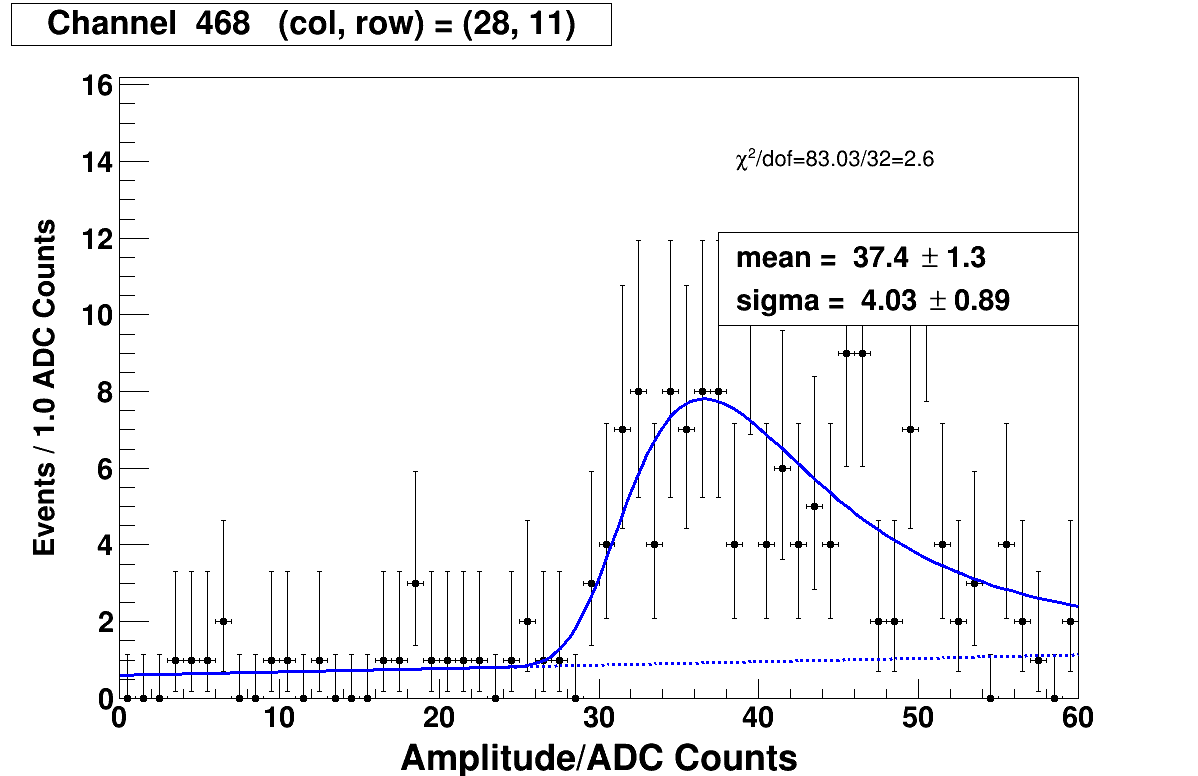 Channel  468   (col, row) = (28, 11)
χ²/dof=83.03/32=2.6
mean =  37.4 ± 1.3
sigma =  4.03 ± 0.89
Events / 1.0 ADC Counts
16
14
12
10
8
6
4
2
0
0 10 20 30 40 50 60
Amplitude/ADC Counts